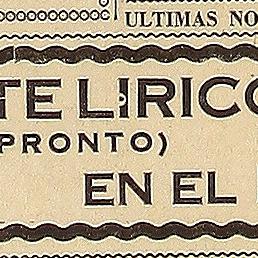 ULTIMAS NO
TE LIRICO
PRONTO)
EN EL